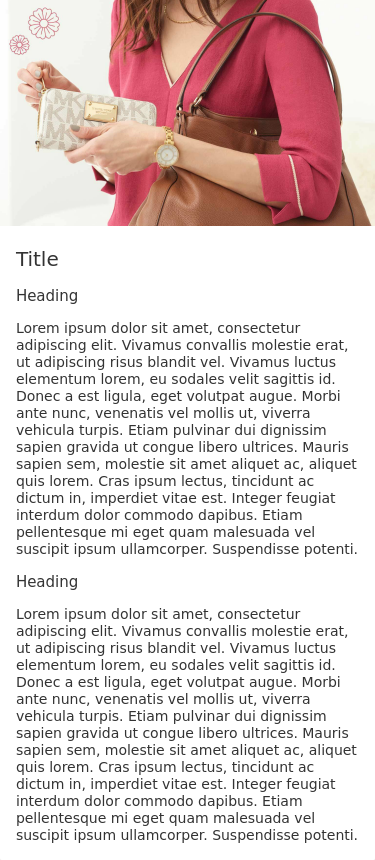 Title
Heading
Lorem ipsum dolor sit amet, consectetur
adipiscing elit. Vivamus convallis molestie erat,
ut adipiscing risus blandit vel. Vivamus luctus
elementum lorem, eu sodales velit sagittis id.
Donec a est ligula, eget volutpat augue. Morbi
ante nunc, venenatis vel mollis ut, viverra
vehicula turpis. Etiam pulvinar dui dignissim
sapien gravida ut congue libero ultrices. Mauris
sapien sem, molestie sit amet aliquet ac, aliquet
quis lorem. Cras ipsum lectus, tincidunt ac
dictum in, imperdiet vitae est. Integer feugiat
interdum dolor commodo dapibus. Etiam
pellentesque mi eget quam malesuada vel
suscipit ipsum ullamcorper. Suspendisse potenti.
Heading
Lorem ipsum dolor sit amet, consectetur
adipiscing elit. Vivamus convallis molestie erat,
ut adipiscing risus blandit vel. Vivamus luctus
elementum lorem, eu sodales velit sagittis id.
Donec a est ligula, eget volutpat augue. Morbi
ante nunc, venenatis vel mollis ut, viverra
vehicula turpis. Etiam pulvinar dui dignissim
sapien gravida ut congue libero ultrices. Mauris
sapien sem, molestie sit amet aliquet ac, aliquet
quis lorem. Cras ipsum lectus, tincidunt ac
dictum in, imperdiet vitae est. Integer feugiat
interdum dolor commodo dapibus. Etiam
pellentesque mi eget quam malesuada vel
suscipit ipsum ullamcorper. Suspendisse potenti.